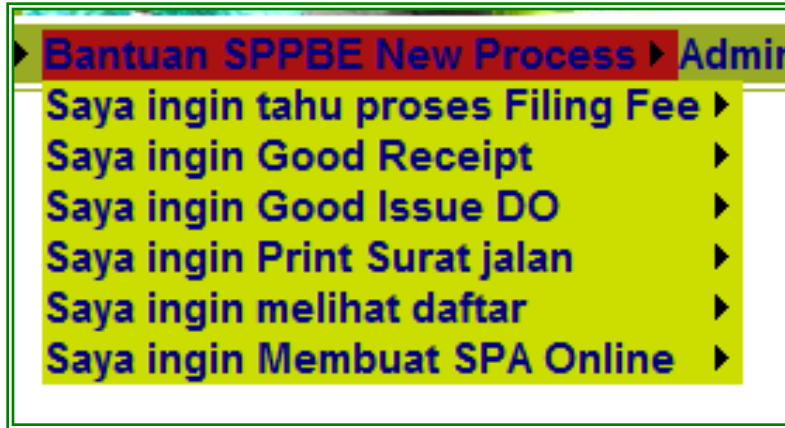 Bantuan SPPBE New Process Admin
Saya ingin tahu proses Filing Fee
Saya ingin Good Receipt
Saya ingin Good Issue DO
Saya ingin Print Surat jalan
Saya ingin melihat daftar
Saya ingin Membuat SPA Online